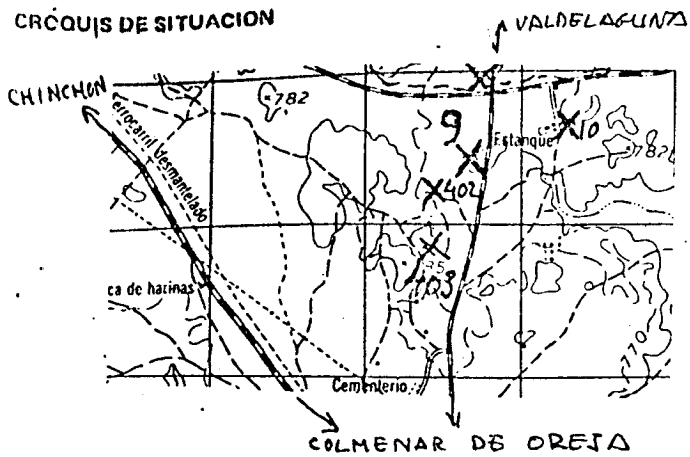 CROQUIS DE SITUACION
VALDELAGUNA
CHINCHON
782
Ferrocarril desmantelado
9
Estanque
10
782
402
ca de harinas
770
Cementerio
COLMENAR DE OREJA